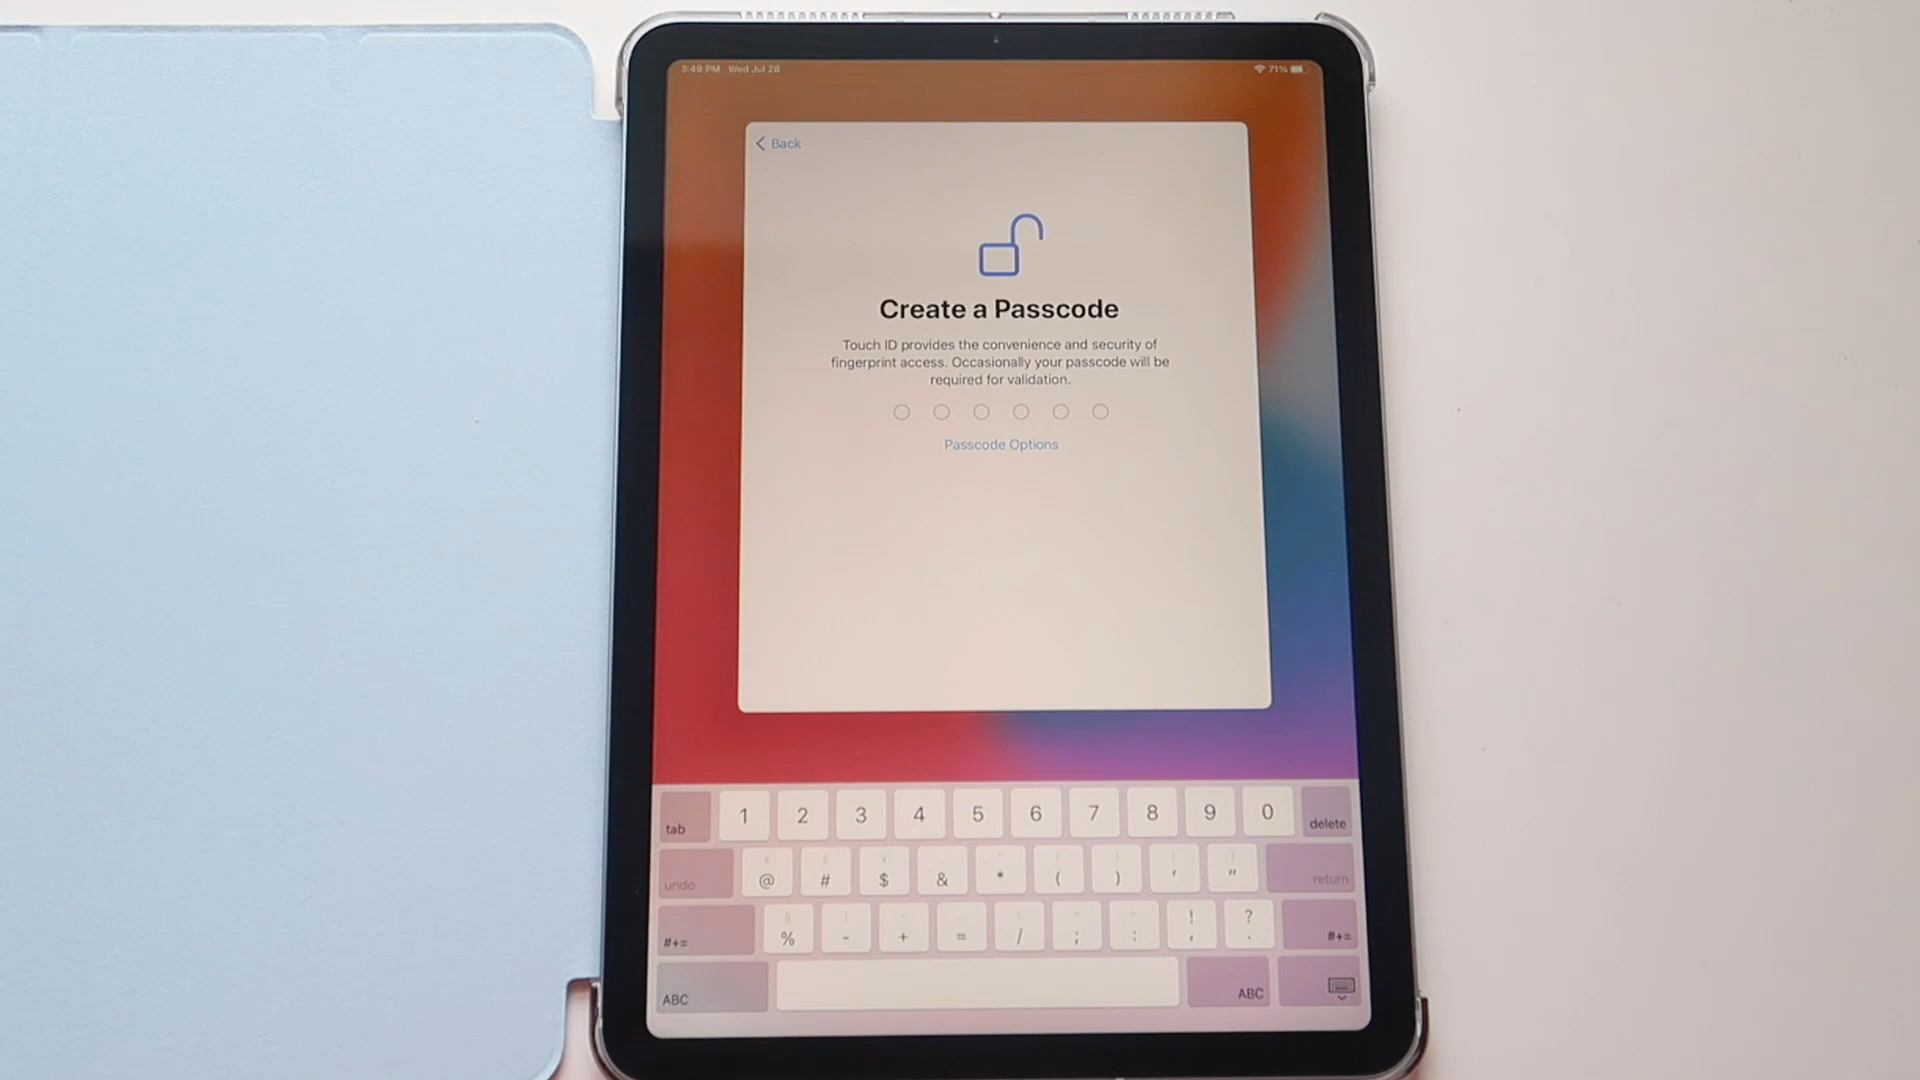 3:49 PM Wed Jul 28
71%
Back
Create a Passcode
Touch ID provides the convenience and security of
fingerprint access. Occasionally your passcode will be
required for validation.
Passcode Options
tab 1 2 3 4 5 6 7 8 9 0 delete
undo @ # $ & * ( ) ' " return
#+= % - + = / ; : ! , ? . #+=
ABC ABC